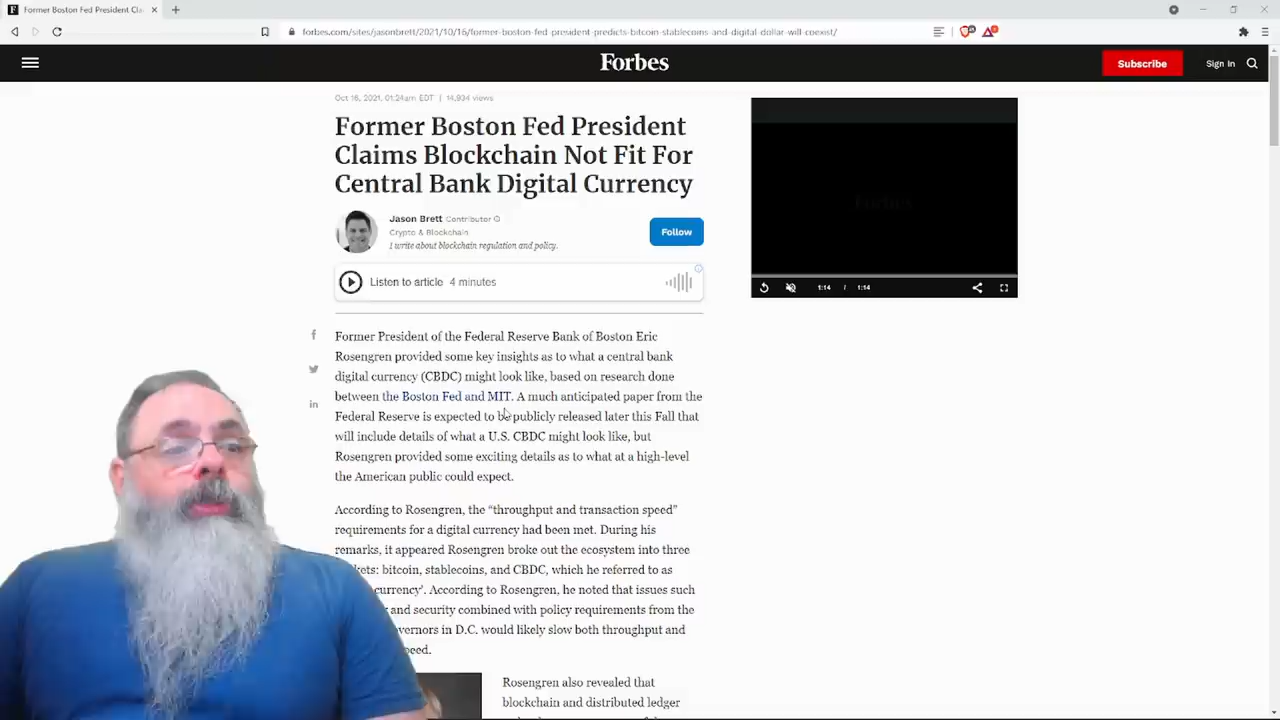 Former Boston Fed President Cla
forbes.com/sites/jasonbrett/2021/10/16/former-boston-fed-president-predicts-bitcoin-stablecoins-and-digital-dollar-will-coexist/
Forbes
Subscribe
Sign In
Oct 16, 2021, 01:24am EDT | 14,934 views
Former Boston Fed President
Claims Blockchain Not Fit For
Central Bank Digital Currency
Jason Brett Contributor
Crypto & Blockchain
I write about blockchain regulation and policy.
Follow
Listen to article 4 minutes
Forbes
1:14 / 1:14
Former President of the Federal Reserve Bank of Boston Eric
Rosengren provided some key insights as to what a central bank
digital currency (CBDC) might look like, based on research done
between the Boston Fed and MIT. A much anticipated paper from the
Federal Reserve is expected to be publicly released later this Fall that
will include details of what a U.S. CBDC might look like, but
Rosengren provided some exciting details as to what at a high-level
the American public could expect.
According to Rosengren, the “throughput and transaction speed”
requirements for a digital currency had been met. During his
remarks, it appeared Rosengren broke out the ecosystem into three
kets: bitcoin, stablecoins, and CBDC, which he referred to as
currency'. According to Rosengren, he noted that issues such
and security combined with policy requirements from the
vernors in D.C. would likely slow both throughput and
eed.
Rosengren also revealed that
blockchain and distributed ledger